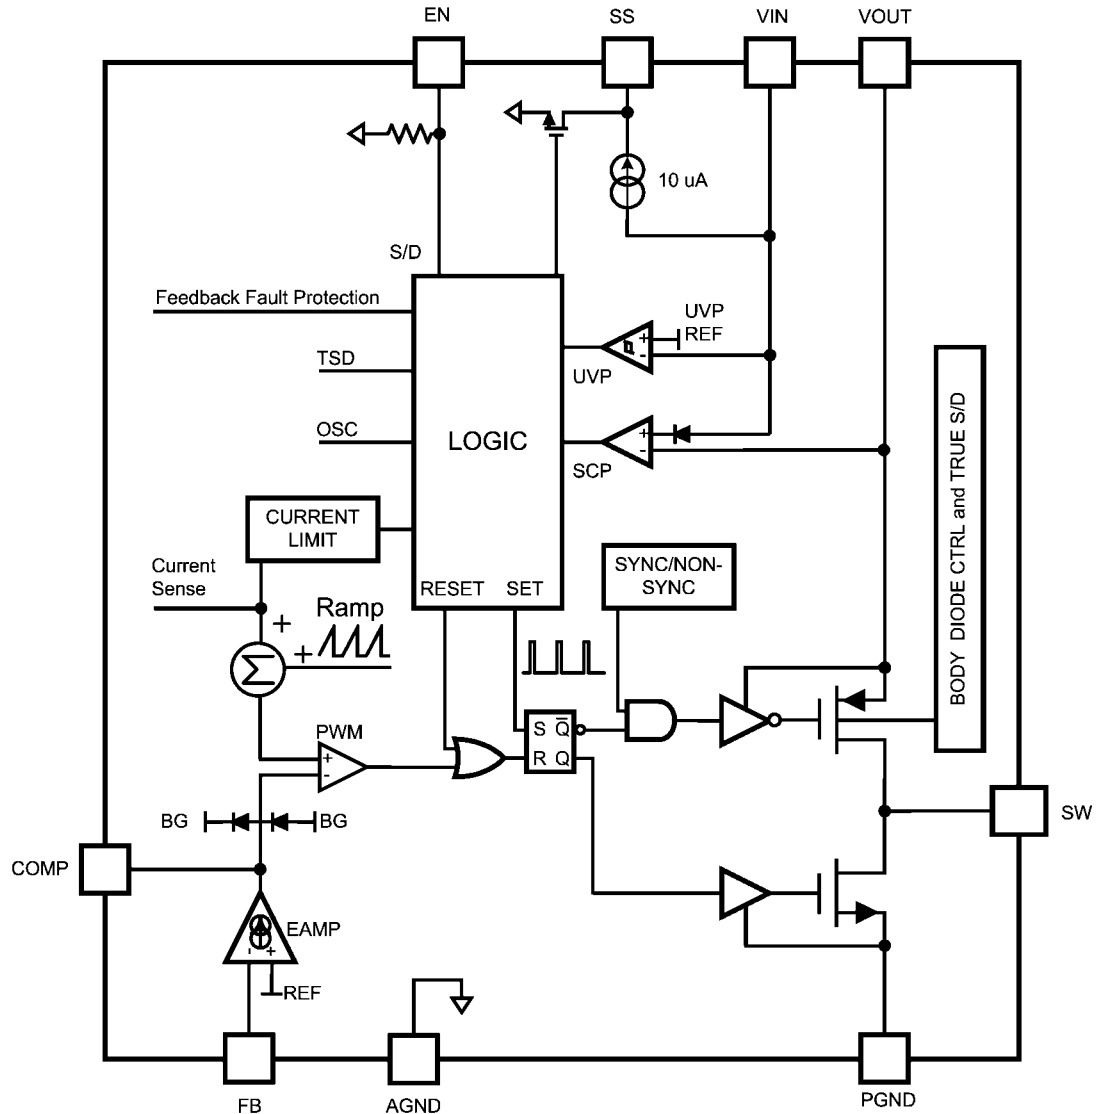 EN
SS
VIN
VOUT
10 uA
S/D
Feedback Fault Protection
UVP
REF
+
-
UVP
TSD
OSC
LOGIC
+
-
SCP
BODY DIODE CTRL and TRUE S/D
CURRENT
LIMIT
Current
Sense
RESET SET
SYNC/NON-
SYNC
+
Ramp
+
Σ
PWM
+
-
S Q̅
R Q
BG
BG
SW
COMP
EAMP
- +
REF
FB
AGND
PGND